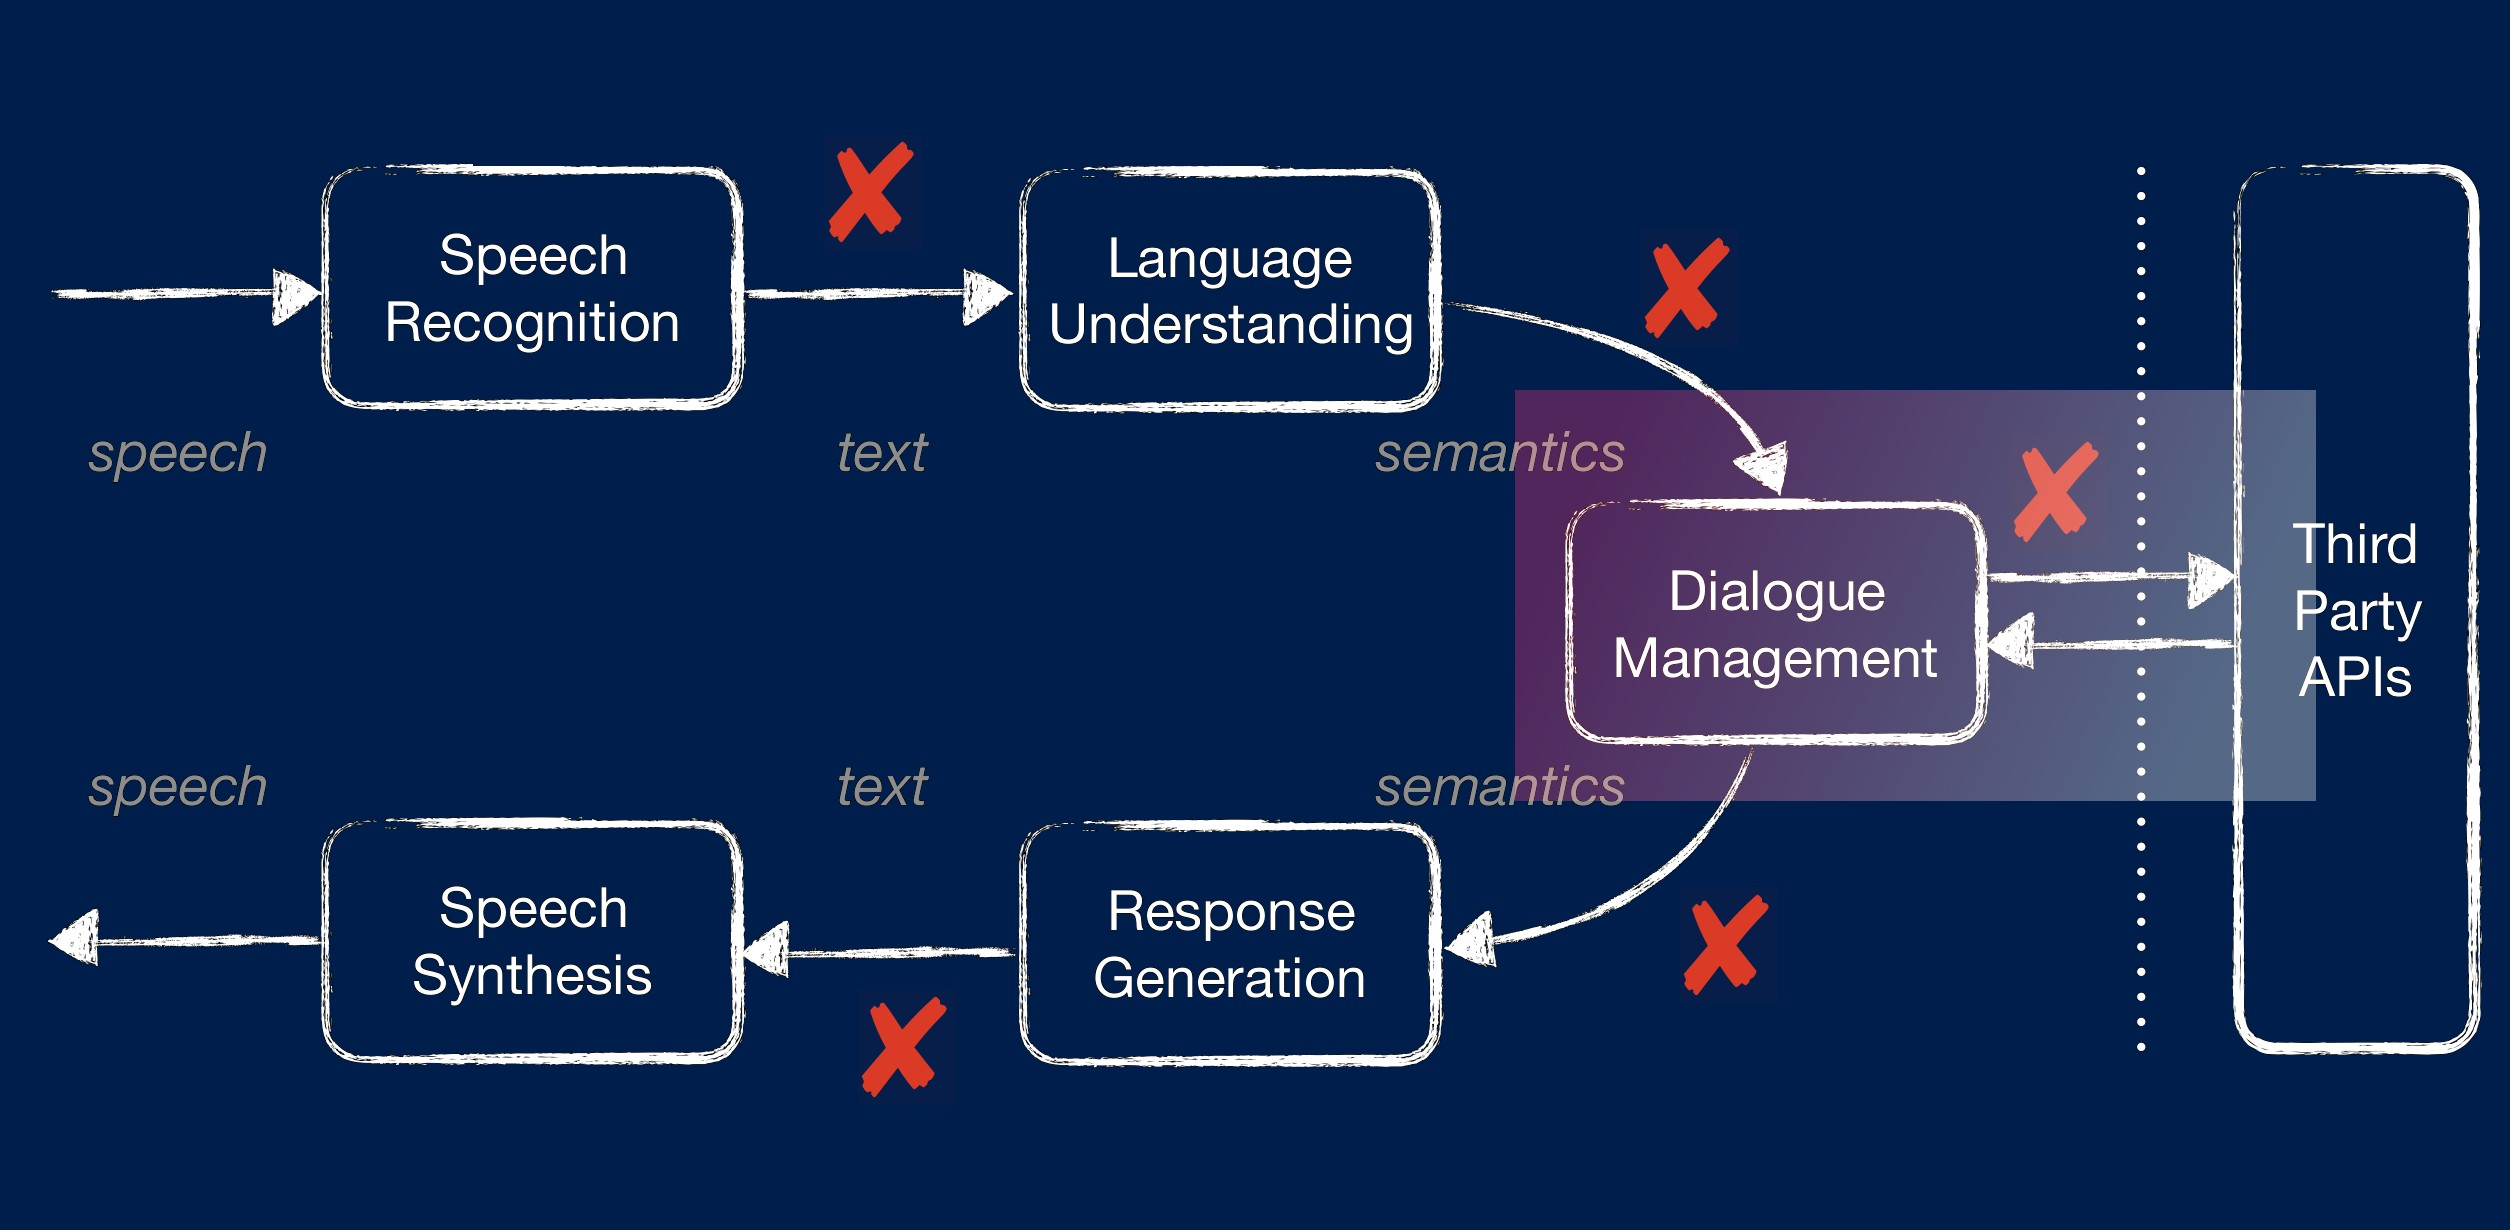 Speech
Recognition
Language
Understanding
speech
text
semantics
Dialogue
Management
Third
Party
APIs
speech
text
semantics
Speech
Synthesis
Response
Generation